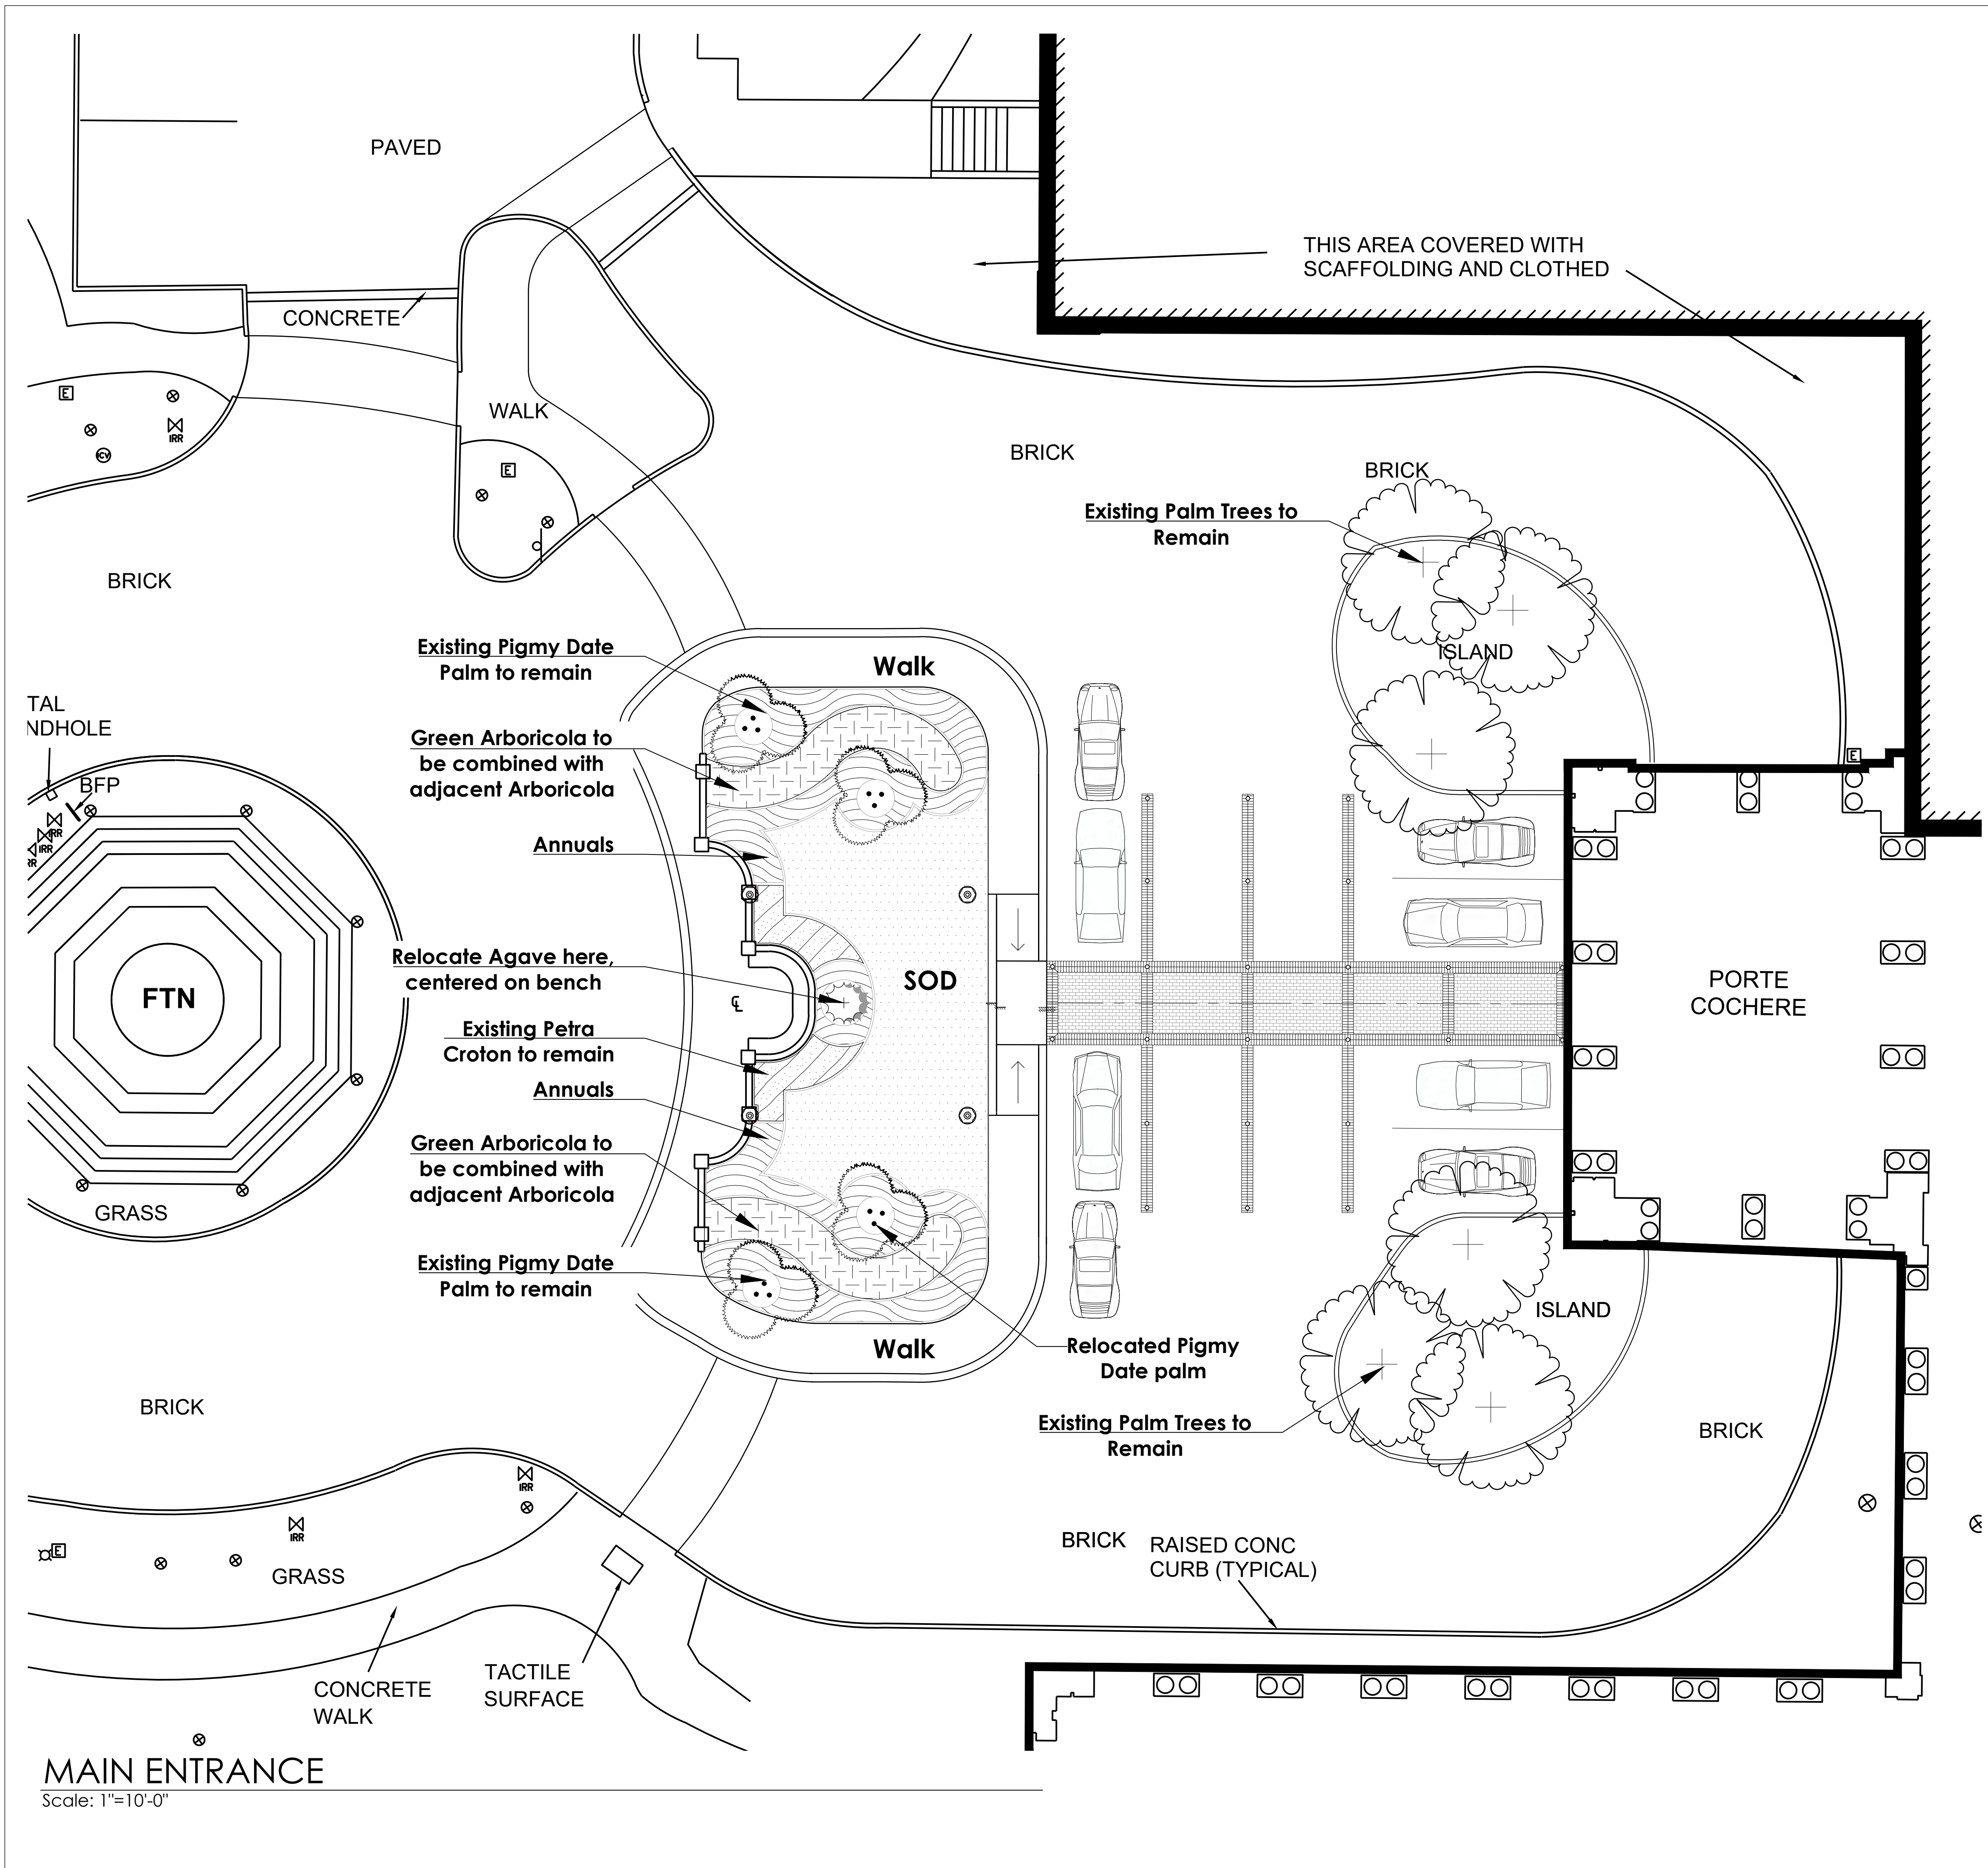 PAVED
THIS AREA COVERED WITH
SCAFFOLDING AND CLOTHED
CONCRETE
E
IRR
ICV
WALK
E
BRICK
BRICK
Existing Palm Trees to
Remain
BRICK
ISLAND
Existing Pigmy Date
Palm to remain
Walk
TAL
NDHOLE
BFP
IRR
IRR
RR
Green Arboricola to
be combined with
adjacent Arboricola
E
Annuals
Relocate Agave here,
centered on bench
SOD
FTN
CL
PORTE
COCHERE
Existing Petra
Croton to remain
Annuals
Green Arboricola to
be combined with
adjacent Arboricola
GRASS
Existing Pigmy Date
Palm to remain
ISLAND
Walk
Relocated Pigmy
Date palm
BRICK
Existing Palm Trees to
Remain
BRICK
IRR
IRR
E
GRASS
BRICK
RAISED CONC
CURB (TYPICAL)
CONCRETE
WALK
TACTILE
SURFACE
MAIN ENTRANCE
Scale: 1"=10'-0"